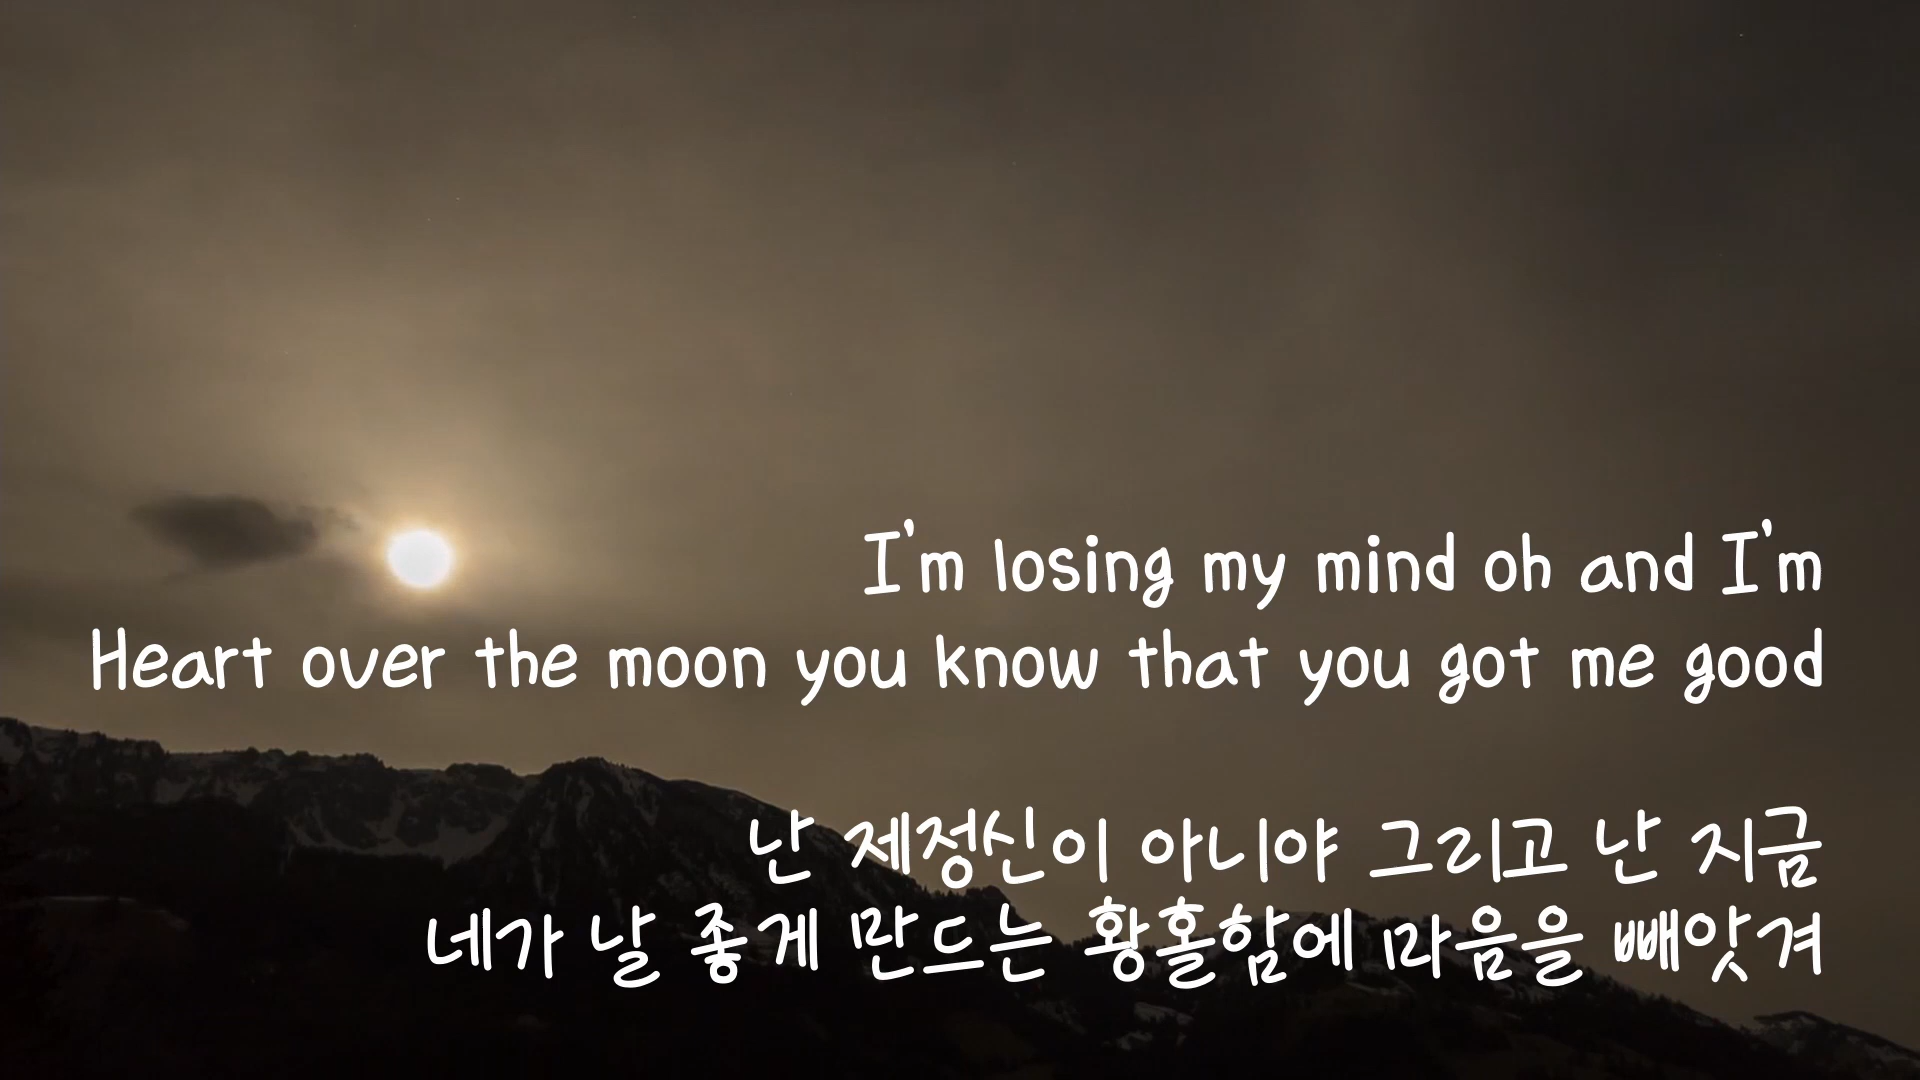 I'm losing my mind oh and I'm
Heart over the moon you know that you got me good
난 제정신이 아니야 그리고 난 지금
네가 날 좋게 만드는 황홀함에 마음을 빼앗겨